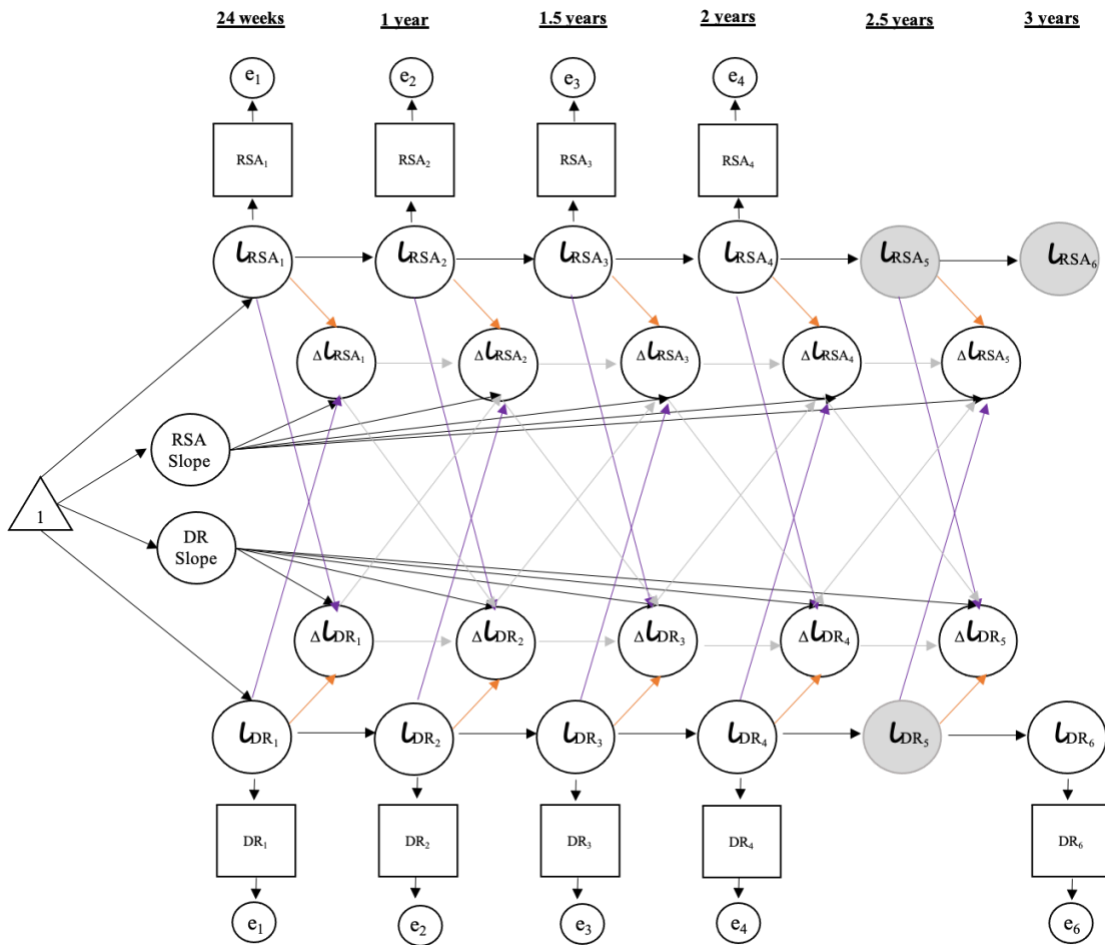 24 weeks 1 year 1.5 years 2 years 2.5 years 3 years
e₁ e₂ e₃ e₄
RSA₁ RSA₂ RSA₃ RSA₄
lRSA₁ lRSA₂ lRSA₃ lRSA₄ lRSA₅ lRSA₆
ΔlRSA₁ ΔlRSA₂ ΔlRSA₃ ΔlRSA₄ ΔlRSA₅
RSA
Slope
1
DR
Slope
ΔlDR₁ ΔlDR₂ ΔlDR₃ ΔlDR₄ ΔlDR₅
lDR₁ lDR₂ lDR₃ lDR₄ lDR₅ lDR₆
DR₁ DR₂ DR₃ DR₄ DR₆
e₁ e₂ e₃ e₄ e₆